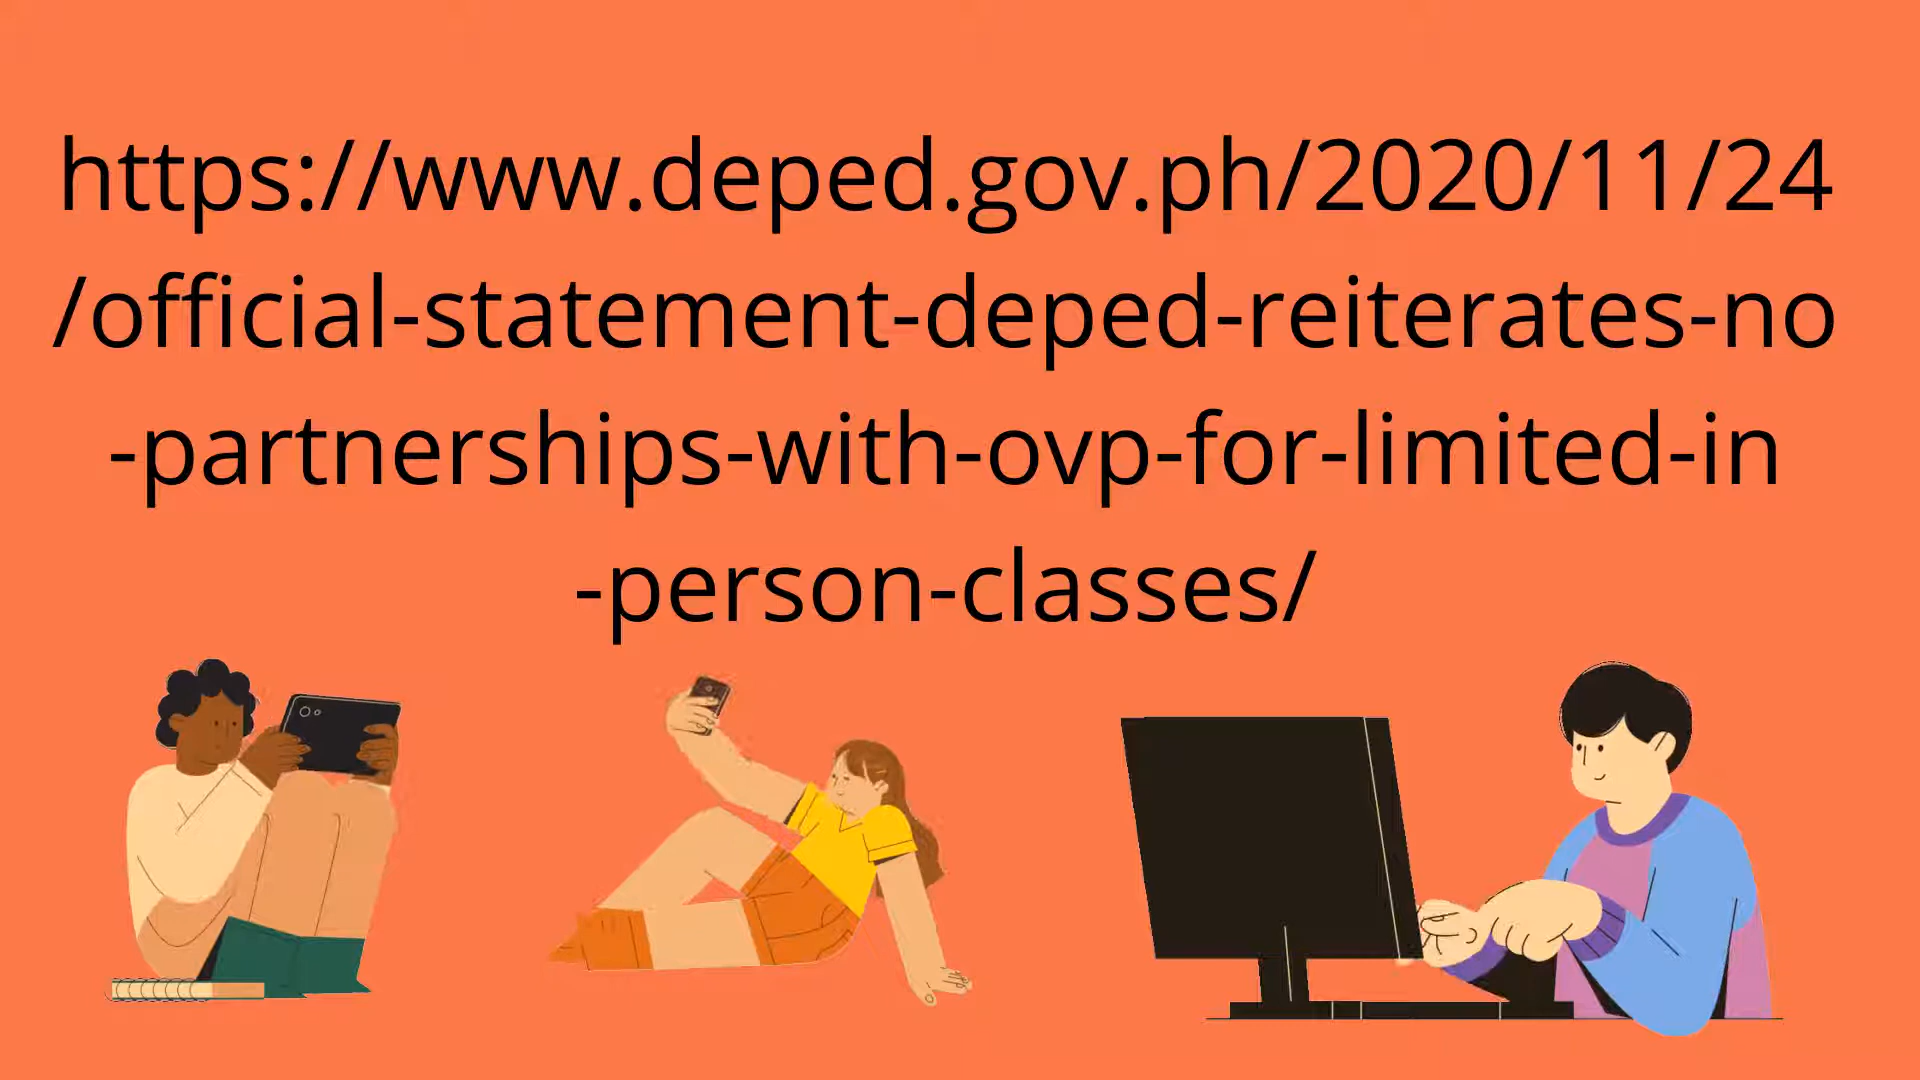 https://www.deped.gov.ph/2020/11/24
/official-statement-deped-reiterates-no
-partnerships-with-ovp-for-limited-in
-person-classes/